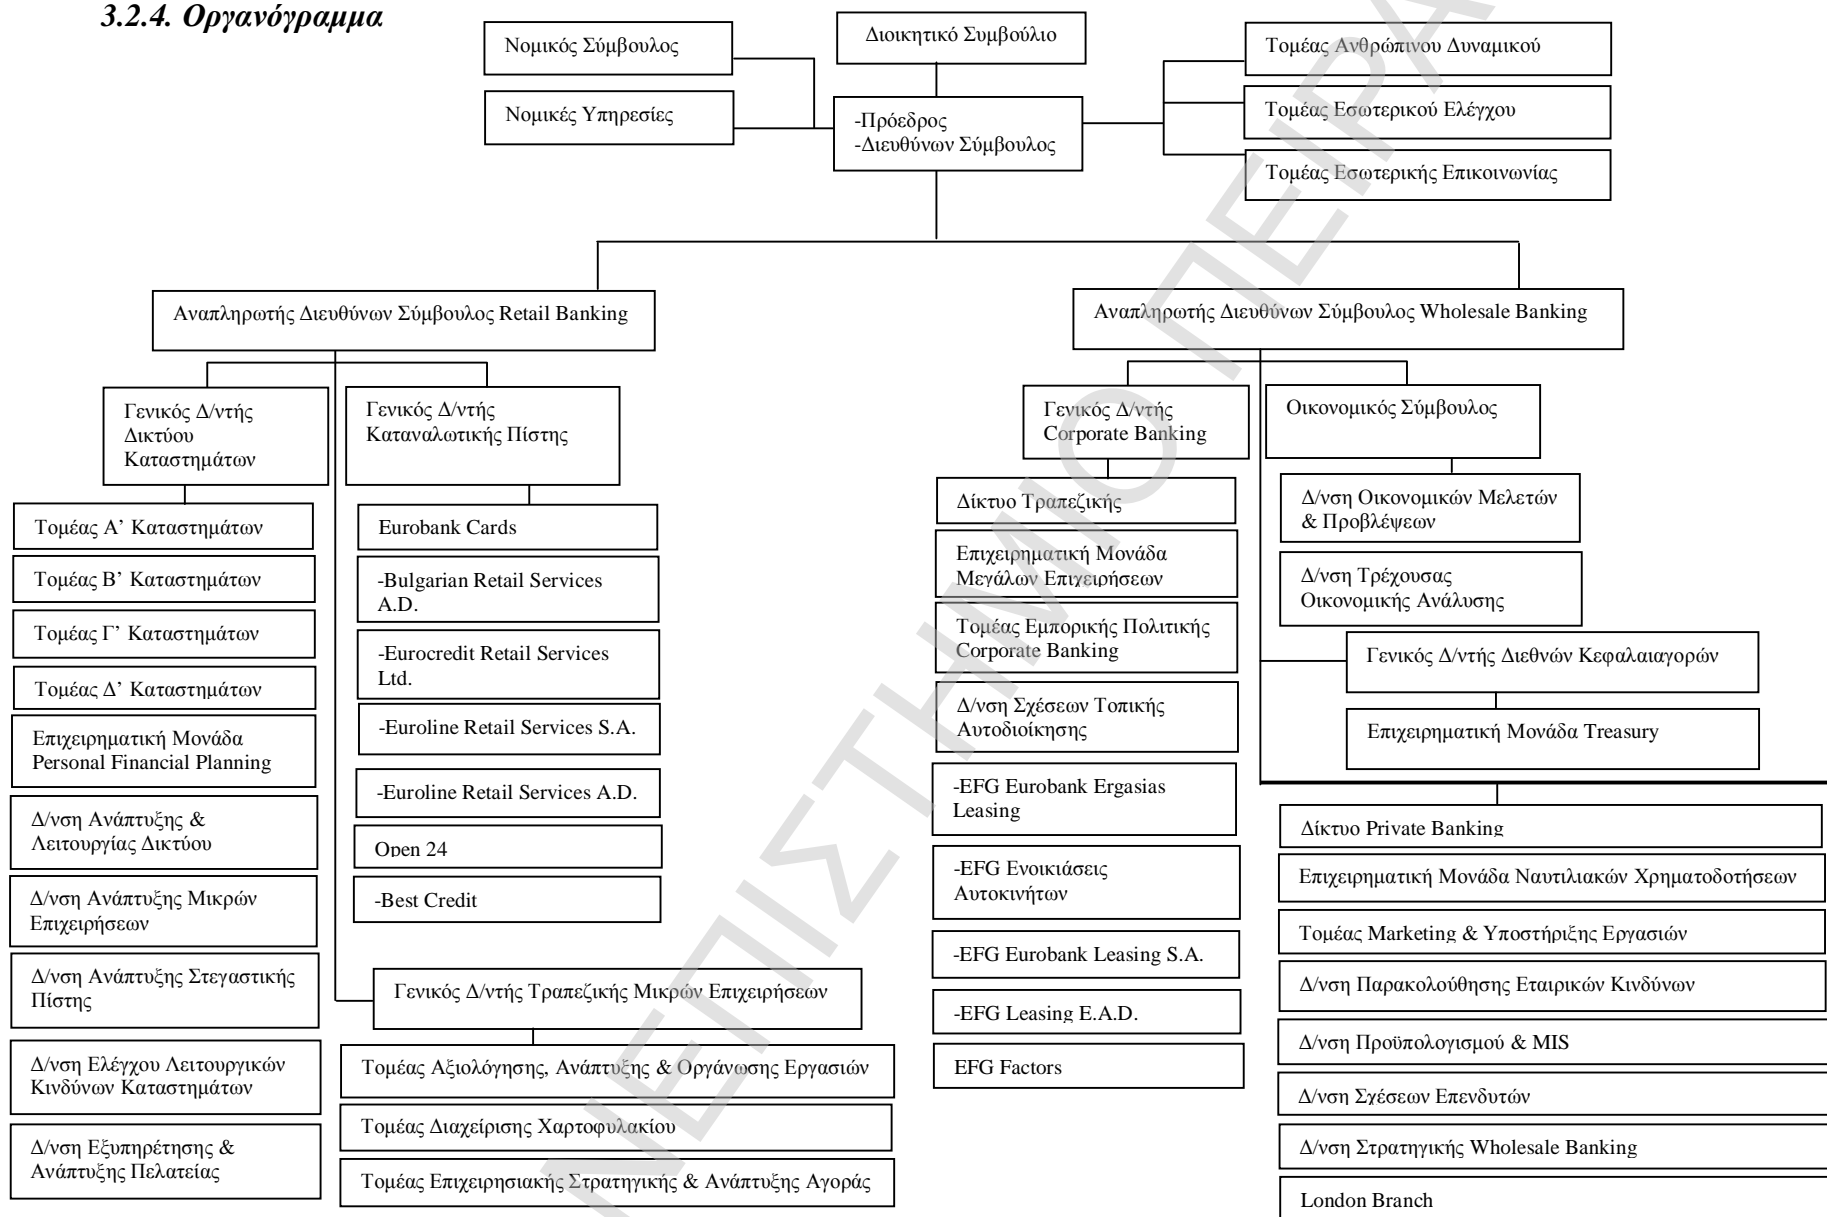 3.2.4. Οργανόγραμμα
Νομικός Σύμβουλος
Διοικητικό Συμβούλιο
Τομέας Ανθρώπινου Δυναμικού
Νομικές Υπηρεσίες
-Πρόεδρος
-Διευθύνων Σύμβουλος
Τομέας Εσωτερικού Ελέγχου
Τομέας Εσωτερικής Επικοινωνίας
Αναπληρωτής Διευθύνων Σύμβουλος Retail Banking
Γενικός Δ/ντής
Δικτύου
Καταστημάτων
Γενικός Δ/ντής
Καταναλωτικής Πίστης
Τομέας Α’ Καταστημάτων
Τομέας Β’ Καταστημάτων
Τομέας Γ’ Καταστημάτων
Τομέας Δ’ Καταστημάτων
Επιχειρηματική Μονάδα
Personal Financial Planning
Δ/νση Ανάπτυξης &
Λειτουργίας Δικτύου
Δ/νση Ανάπτυξης Μικρών
Επιχειρήσεων
Δ/νση Ανάπτυξης Στεγαστικής
Πίστης
Δ/νση Ελέγχου Λειτουργικών
Κινδύνων Καταστημάτων
Δ/νση Εξυπηρέτησης &
Ανάπτυξης Πελατείας
Eurobank Cards
-Bulgarian Retail Services
A.D.
-Eurocredit Retail Services
Ltd.
-Euroline Retail Services S.A.
-Euroline Retail Services A.D.
Open 24
-Best Credit
Γενικός Δ/ντής Τραπεζικής Μικρών Επιχειρήσεων
Τομέας Αξιολόγησης, Ανάπτυξης & Οργάνωσης Εργασιών
Τομέας Διαχείρισης Χαρτοφυλακίου
Τομέας Επιχειρησιακής Στρατηγικής & Ανάπτυξης Αγοράς
Αναπληρωτής Διευθύνων Σύμβουλος Wholesale Banking
Γενικός Δ/ντής
Corporate Banking
Οικονομικός Σύμβουλος
Δίκτυο Τραπεζικής
Επιχειρηματική Μονάδα
Μεγάλων Επιχειρήσεων
Τομέας Εμπορικής Πολιτικής
Corporate Banking
Δ/νση Σχέσεων Τοπικής
Αυτοδιοίκησης
-EFG Eurobank Ergasias
Leasing
-EFG Ενοικιάσεις
Αυτοκινήτων
-EFG Eurobank Leasing S.A.
-EFG Leasing E.A.D.
EFG Factors
Δ/νση Οικονομικών Μελετών
& Προβλέψεων
Δ/νση Τρέχουσας
Οικονομικής Ανάλυσης
Γενικός Δ/ντής Διεθνών Κεφαλαιαγορών
Επιχειρηματική Μονάδα Treasury
Δίκτυο Private Banking
Επιχειρηματική Μονάδα Ναυτιλιακών Χρηματοδοτήσεων
Τομέας Marketing & Υποστήριξης Εργασιών
Δ/νση Παρακολούθησης Εταιρικών Κινδύνων
Δ/νση Προϋπολογισμού & MIS
Δ/νση Σχέσεων Επενδυτών
Δ/νση Στρατηγικής Wholesale Banking
London Branch
ΝΕΠΙΣΤΗΜΙΟ ΠΕΙΡΑ